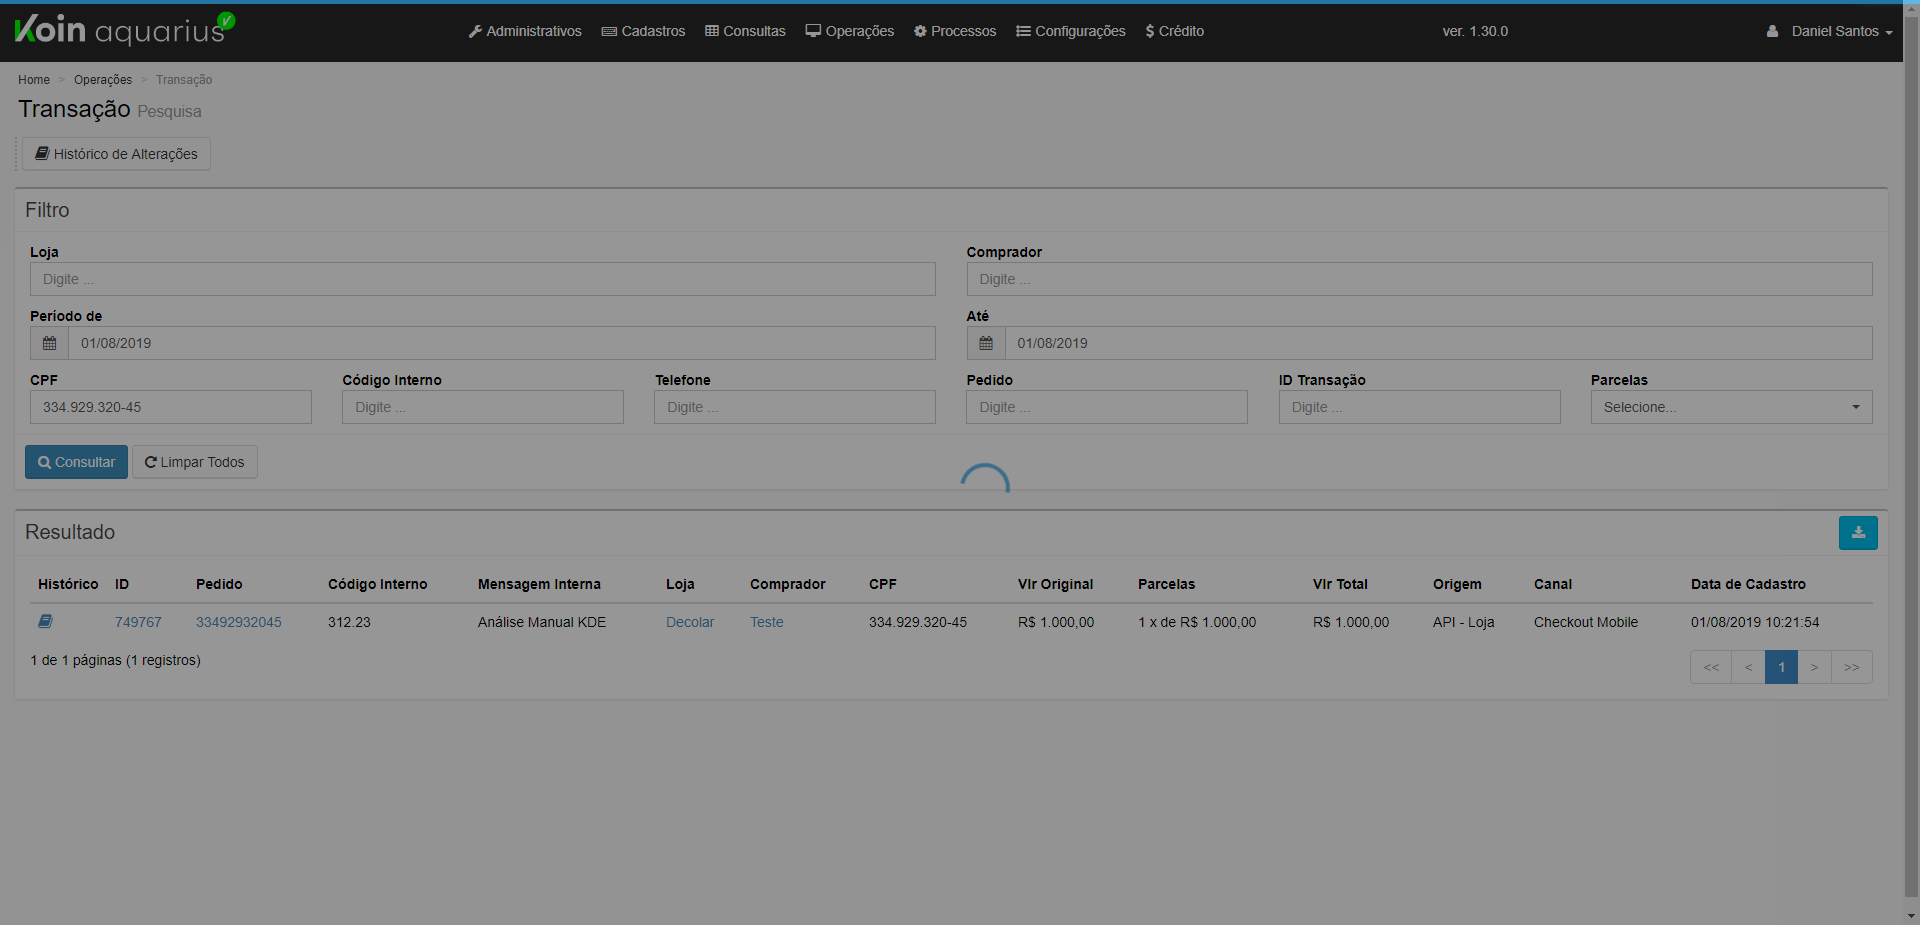 Koin aquarius
Administrativos Cadastros Consultas Operações Processos Configurações Crédito ver. 1.30.0 Daniel Santos
Home > Operações > Transação
Transação Pesquisa
Histórico de Alterações
Filtro
Loja Comprador
Digite ... Digite ...
Período de Até
01/08/2019 01/08/2019
CPF Código Interno Telefone Pedido ID Transação Parcelas
334.929.320-45 Digite ... Digite ... Digite ... Digite ... Selecione...
Consultar Limpar Todos
Resultado
Histórico ID Pedido Código Interno Mensagem Interna Loja Comprador CPF Vlr Original Parcelas Vlr Total Origem Canal Data de Cadastro
749767 33492932045 312.23 Análise Manual KDE Decolar Teste 334.929.320-45 R$ 1.000,00 1 x de R$ 1.000,00 R$ 1.000,00 API - Loja Checkout Mobile 01/08/2019 10:21:54
1 de 1 páginas (1 registros) << < 1 > >>